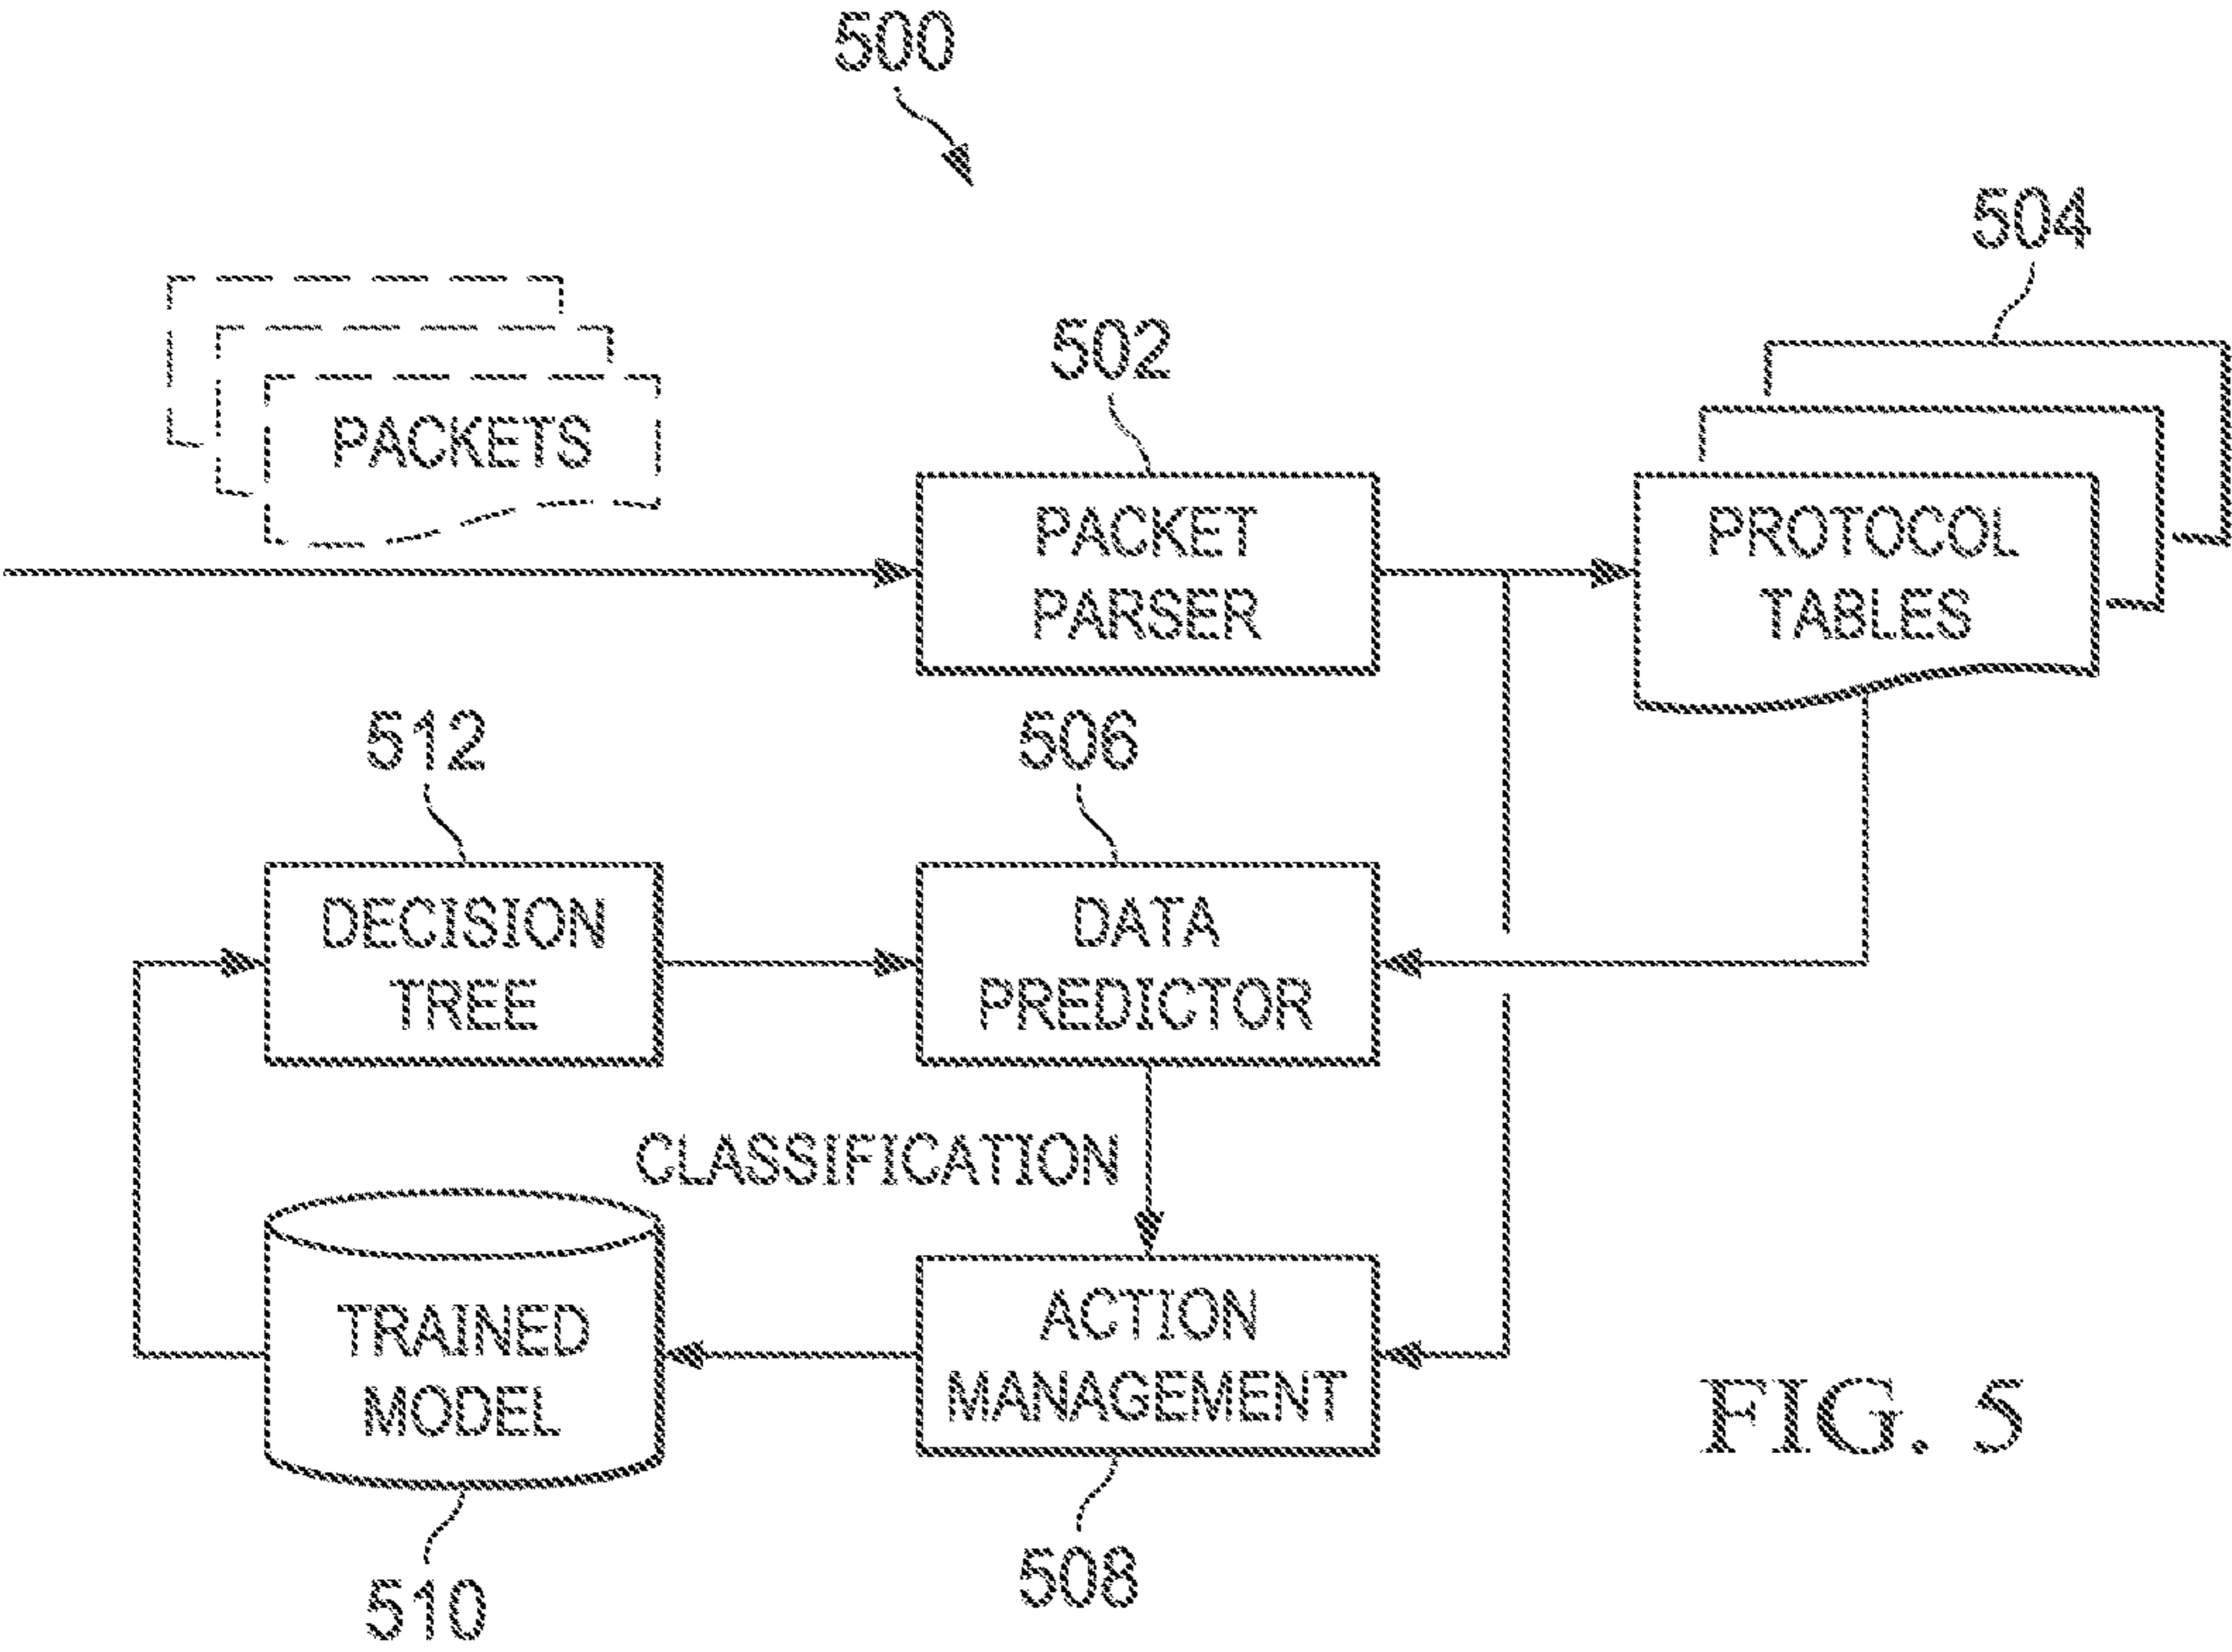 500
504
502
PACKETS
PACKET
PARSER
PROTOCOL
TABLES
512
506
DECISION
TREE
DATA
PREDICTOR
CLASSIFICATION
TRAINED
MODEL
ACTION
MANAGEMENT
FIG. 5
508
510